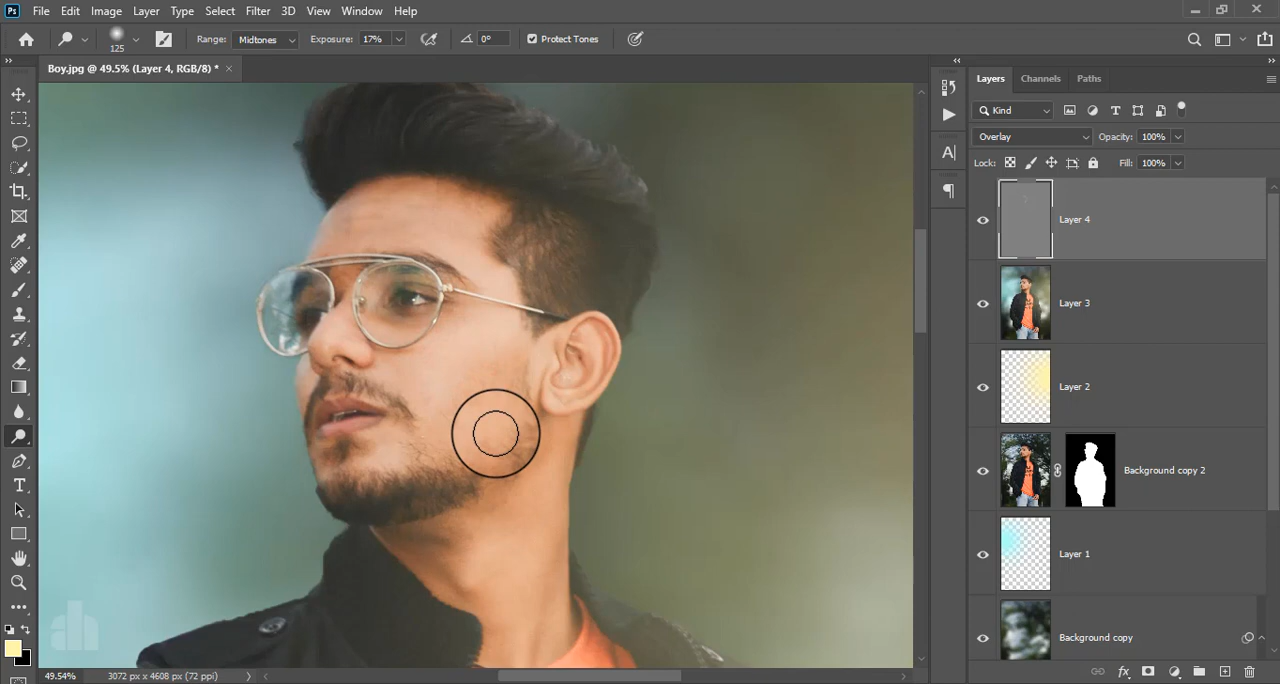 Ps File Edit Image Layer Type Select Filter 3D View Window Help
125 Range: Midtones Exposure: 17% 0° Protect Tones
Boy.jpg @ 49.5% (Layer 4, RGB/8) * ×
Layers Channels Paths
Kind
Overlay Opacity: 100%
Lock: Fill: 100%
Layer 4
Layer 3
Layer 2
Background copy 2
Layer 1
Background copy
dh
49.54% 3072 px x 4608 px (72 ppi)